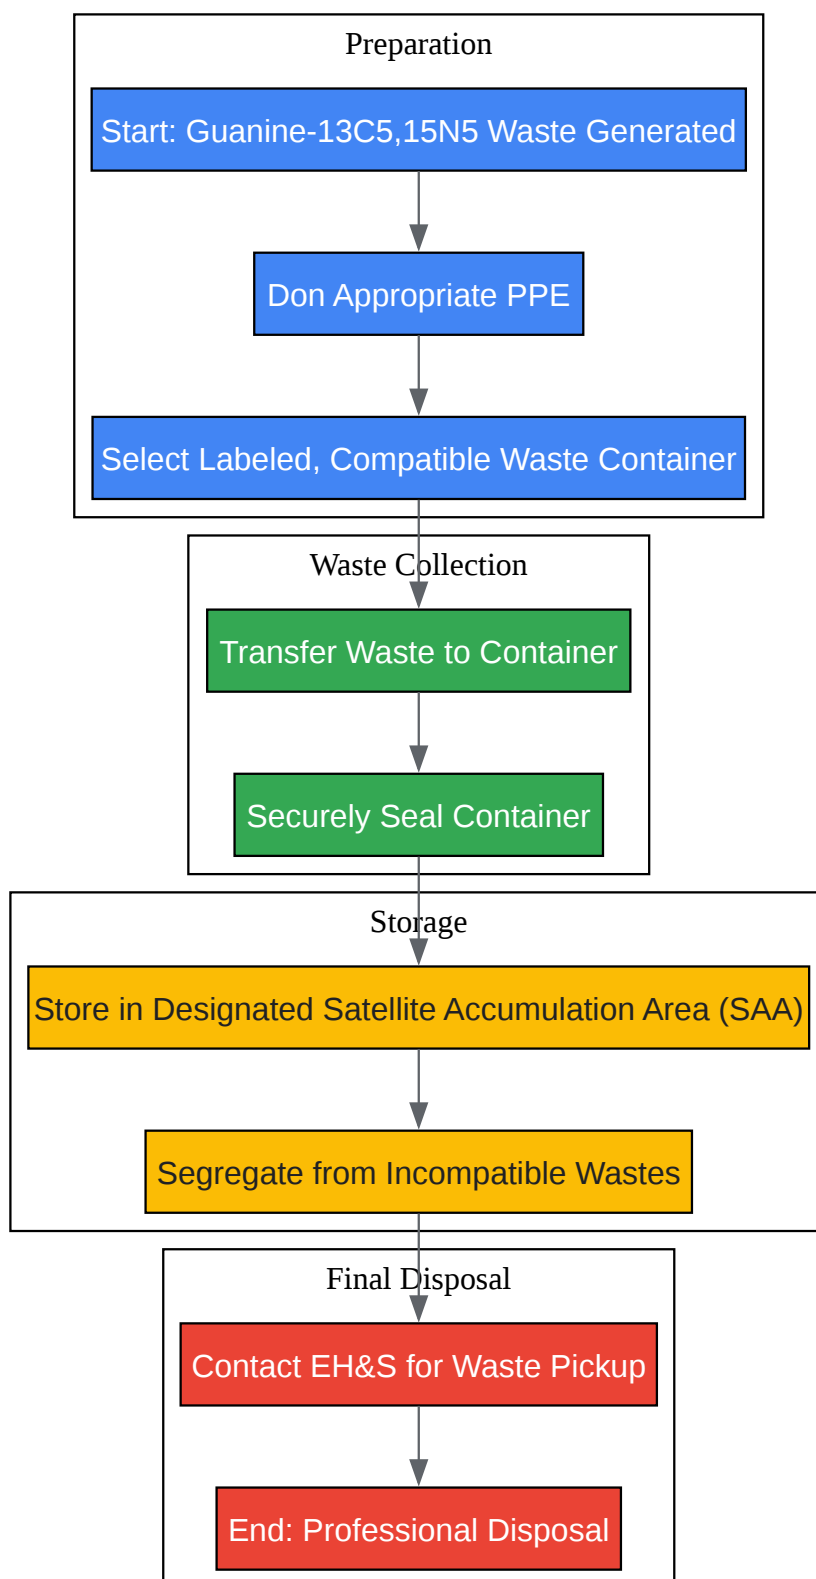 Preparation
Start: Guanine-13C5,15N5 Waste Generated
Don Appropriate PPE
Select Labeled, Compatible Waste Container
Waste Collection
Transfer Waste to Container
Securely Seal Container
Storage
Store in Designated Satellite Accumulation Area (SAA)
Segregate from Incompatible Wastes
Final Disposal
Contact EH&S for Waste Pickup
End: Professional Disposal